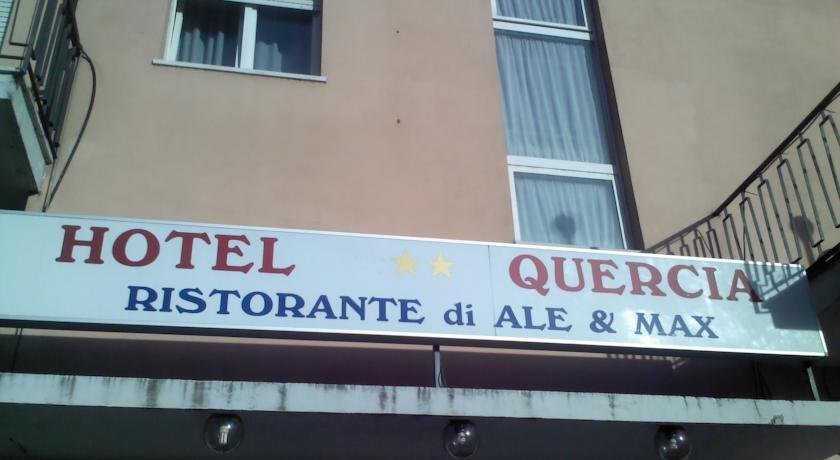 HOTEL QUERCIA
RISTORANTE di ALE & MAX